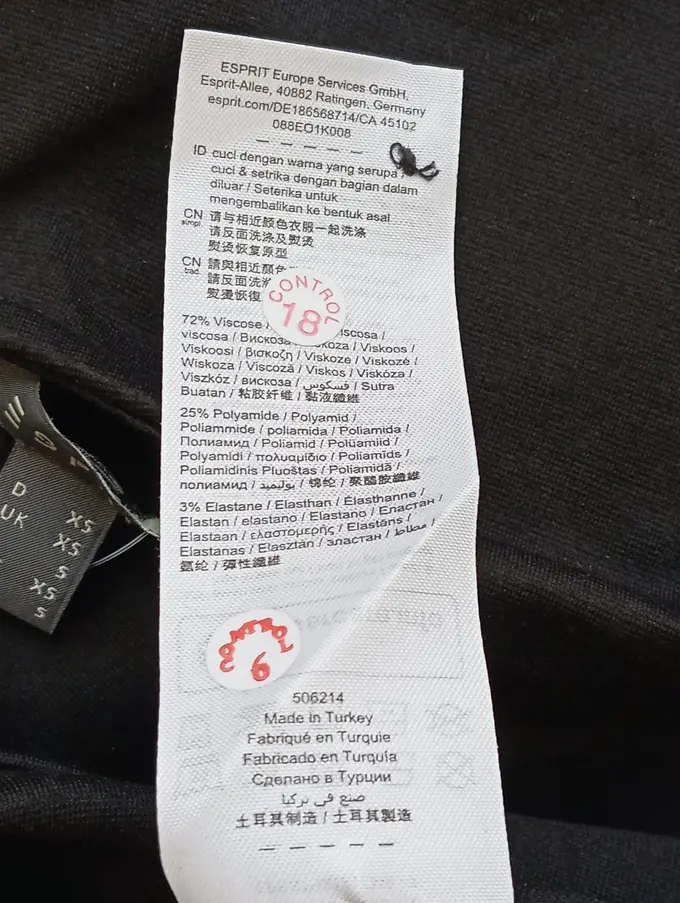 ESPRIT Europe Services GmbH,
Esprit-Allee, 40882 Ratingen, Germany
esprit.com/DE186568714/CA 45102
088EO1K008
ID cuci dengan warna yang serupa,
cuci & setrika dengan bagian dalam
diluar / Seterika untuk
mengembalikan ke bentuk asal
CN simpl. 请与相近颜色衣服一起洗涤
请反面洗涤及熨烫
熨烫恢复原型
CN trad. 請與相近顏色
請反面洗
熨燙恢復
CONTROL
18
72% Viscose / iscosa /
viscosa / Вискоза / Viskoos /
Viskoosi / βισκοζη / Viskoze / Viskozė /
Wiskoza / Viscoză / Viskos / Viskóza /
Viszkóz / вискоза / فسكوس / Sutra
Buatan / 粘胶纤维 / 黏液纖維
25% Polyamide / Polyamid /
Poliammide / poliamida / Poliamida /
Полиамид / Poliamid / Polüamiid /
Polyamidi / πολυαμίδιο / Poliamīds /
Poliamidinis Pluoštas / Poliamidă /
полиамид / بوليميد / 锦纶 / 聚醯胺纖維
3% Elastane / Elasthan / Élasthanne /
Elastan / elastano / Elastano / Еластан /
Elastaan / ελαστομερής / Elastāns /
Elastanas / Elasztán / эластан / مطاط /
氨纶 / 彈性纖維
CONTROL
6
506214
Made in Turkey
Fabriqué en Turquie
Fabricado en Turquía
Сделано в Турции
صنع في تركيا
土耳其制造 / 土耳其製造
D XS
UK XS
S
XS
S